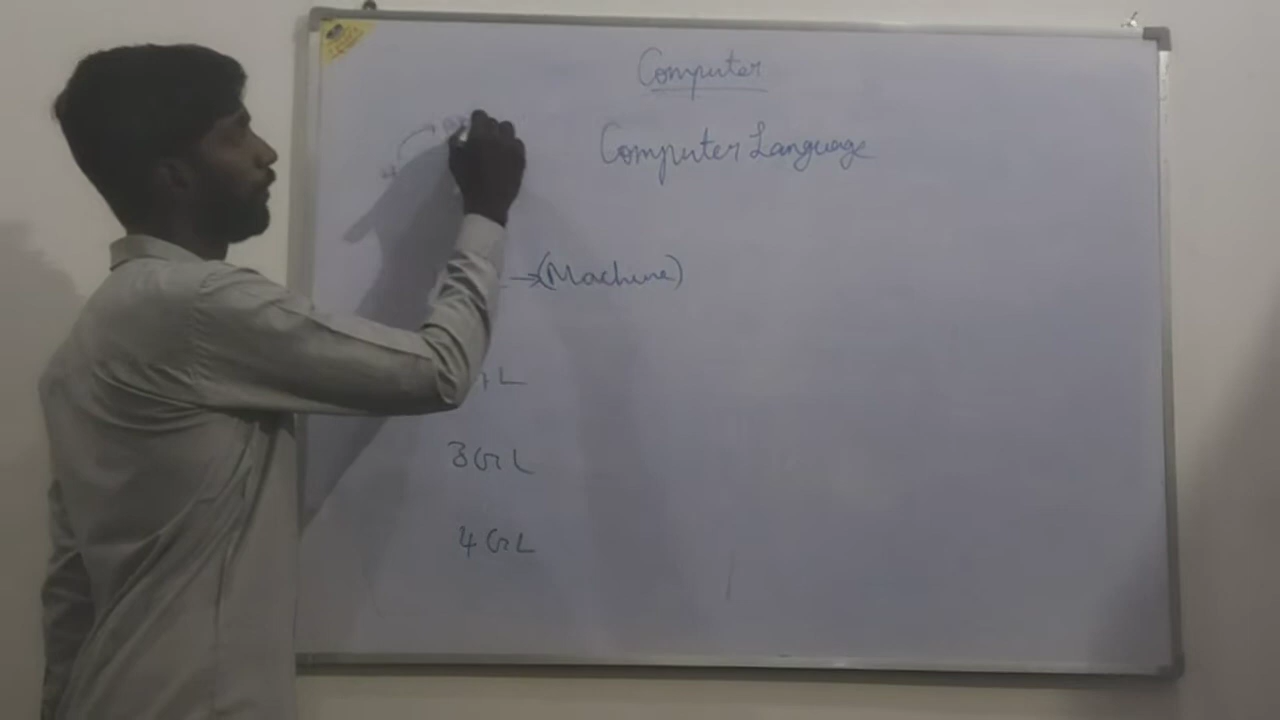 Computer
Computer Language
→(Machine)
L
3GL
4GL